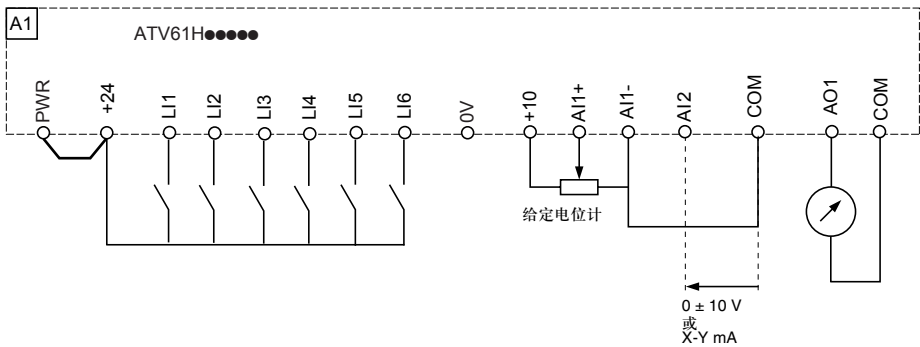 A1
ATV61H●●●●●
PWR
+24
LI1
LI2
LI3
LI4
LI5
LI6
0V
+10
AI1+
AI1-
AI2
COM
AO1
COM
给定电位计
0 ± 10 V
或
X-Y mA